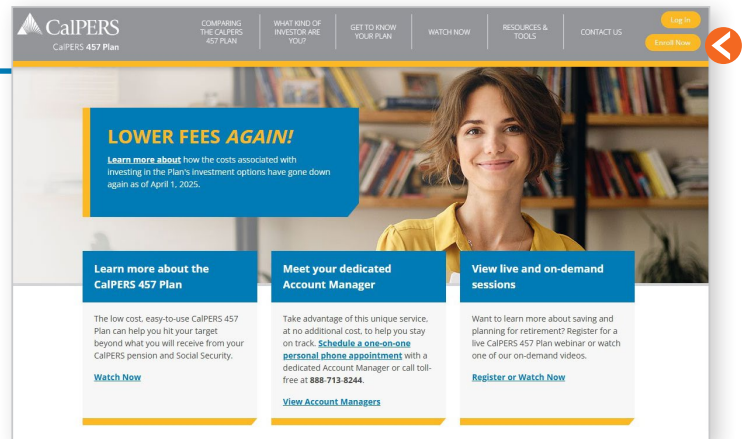 CalPERS
CalPERS 457 Plan
COMPARING
THE CALPERS
457 PLAN
WHAT KIND OF
INVESTOR ARE
YOU?
GET TO KNOW
YOUR PLAN
WATCH NOW
RESOURCES &
TOOLS
CONTACT US
Log In
Enroll Now
LOWER FEES AGAIN!
Learn more about how the costs associated with
investing in the Plan's investment options have gone down
again as of April 1, 2025.
Learn more about the
CalPERS 457 Plan
The low cost, easy-to-use CalPERS 457
Plan can help you hit your target
beyond what you will receive from your
CalPERS pension and Social Security.
Watch Now
Meet your dedicated
Account Manager
Take advantage of this unique service,
at no additional cost, to help you stay
on track. Schedule a one-on-one
personal phone appointment with a
dedicated Account Manager or call toll-
free at 888-713-8244.
View Account Managers
View live and on-demand
sessions
Want to learn more about saving and
planning for retirement? Register for a
live CalPERS 457 Plan webinar or watch
one of our on-demand videos.
Register or Watch Now